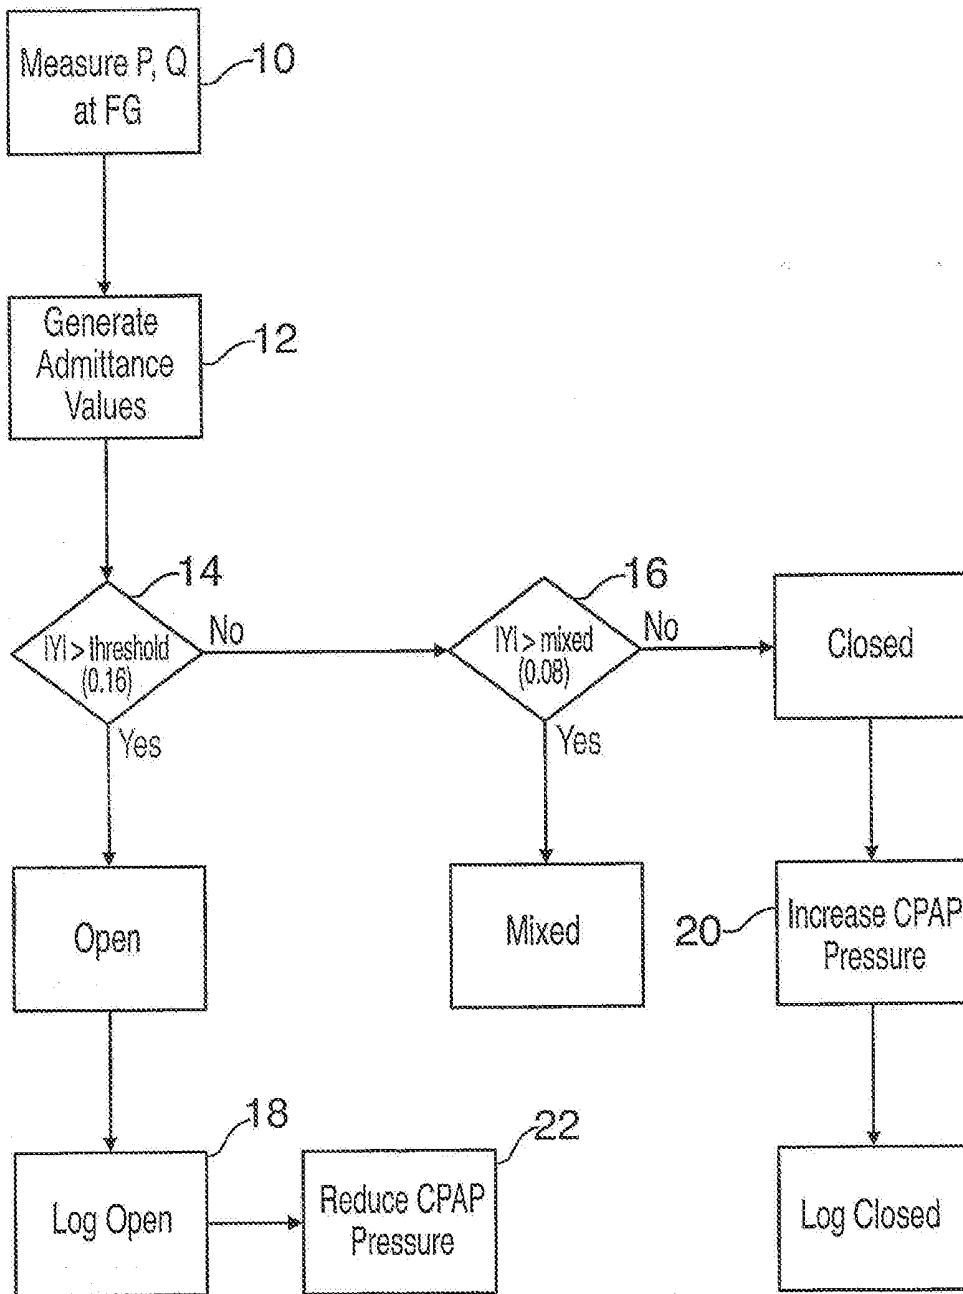 Measure P, Q
at FG
10
Generate
Admittance
Values
12
14
|Y| > threshold
(0.16)
No
Yes
16
|Y| > mixed
(0.08)
No
Yes
Closed
Open
Mixed
20
Increase CPAP
Pressure
18
Log Open
22
Reduce CPAP
Pressure
Log Closed